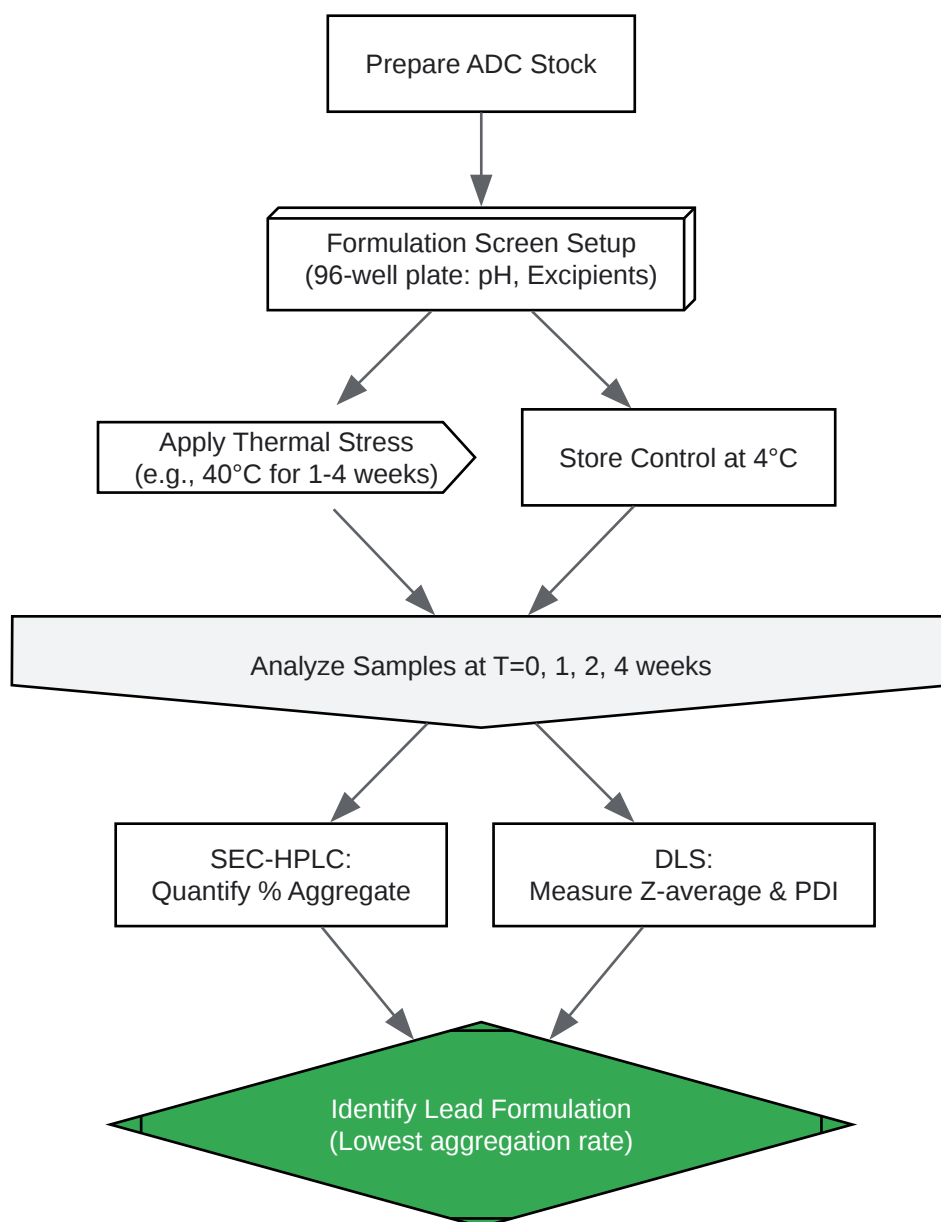 Prepare ADC Stock
Formulation Screen Setup
(96-well plate: pH, Excipients)
Apply Thermal Stress
(e.g., 40°C for 1-4 weeks)
Store Control at 4°C
Analyze Samples at T=0, 1, 2, 4 weeks
SEC-HPLC:
Quantify % Aggregate
DLS:
Measure Z-average & PDI
Identify Lead Formulation
(Lowest aggregation rate)